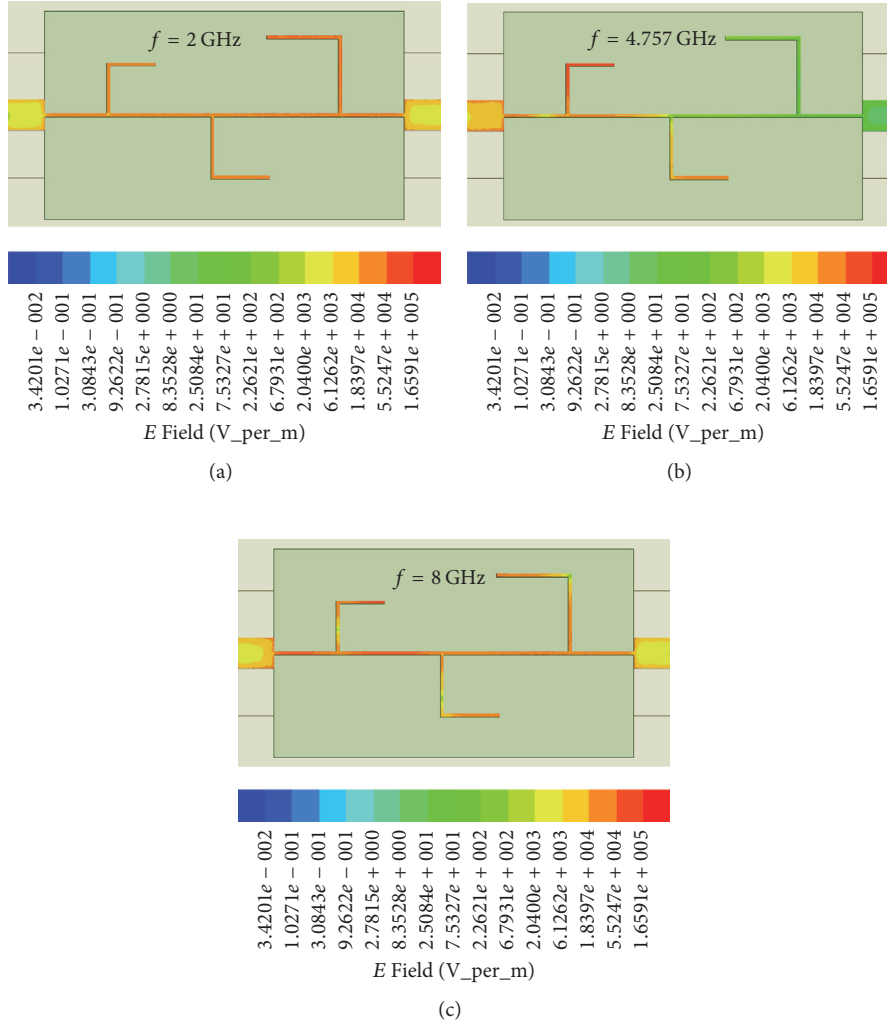 f = 2 GHz
3.4201e − 002
1.0271e − 001
3.0843e − 001
9.2622e − 001
2.7815e + 000
8.3528e + 000
2.5084e + 001
7.5327e + 001
2.2621e + 002
6.7931e + 002
2.0400e + 003
6.1262e + 003
1.8397e + 004
5.5247e + 004
1.6591e + 005
E Field (V_per_m)
(a)
f = 4.757 GHz
3.4201e − 002
1.0271e − 001
3.0843e − 001
9.2622e − 001
2.7815e + 000
8.3528e + 000
2.5084e + 001
7.5327e + 001
2.2621e + 002
6.7931e + 002
2.0400e + 003
6.1262e + 003
1.8397e + 004
5.5247e + 004
1.6591e + 005
E Field (V_per_m)
(b)
f = 8 GHz
3.4201e − 002
1.0271e − 001
3.0843e − 001
9.2622e − 001
2.7815e + 000
8.3528e + 000
2.5084e + 001
7.5327e + 001
2.2621e + 002
6.7931e + 002
2.0400e + 003
6.1262e + 003
1.8397e + 004
5.5247e + 004
1.6591e + 005
E Field (V_per_m)
(c)